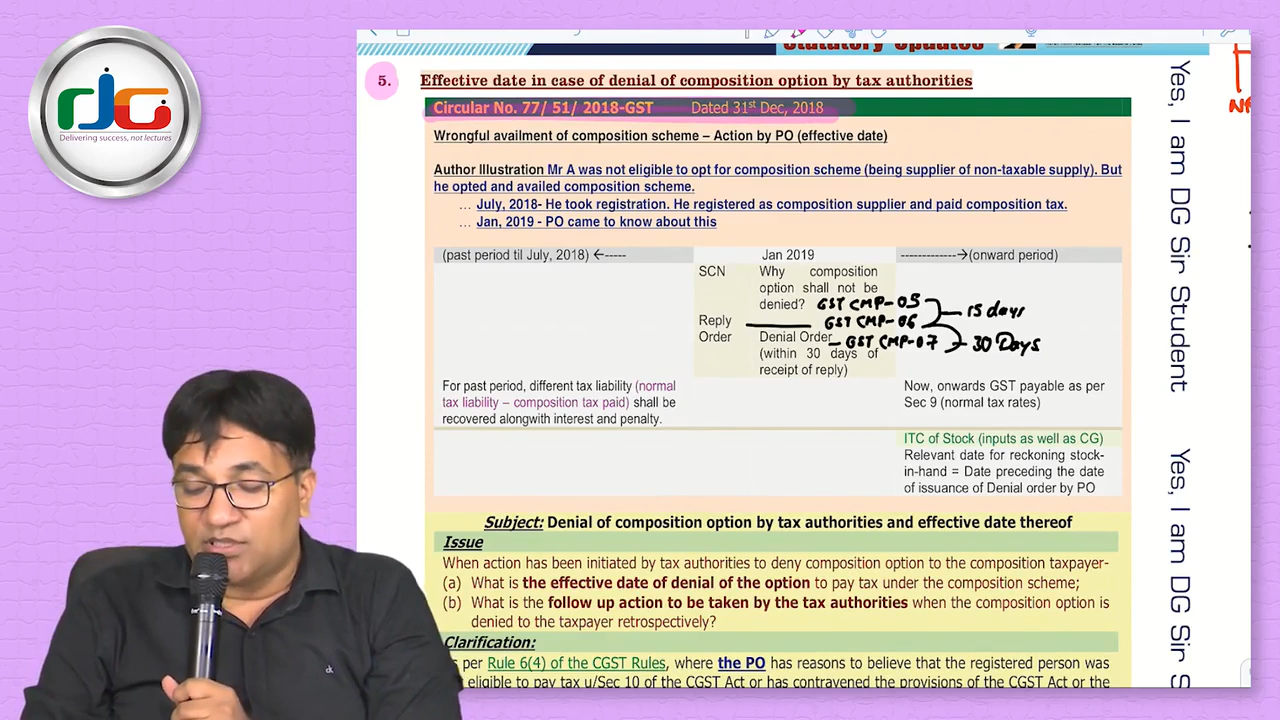 DG
Delivering success, not lectures
Statutory Updates
5. Effective date in case of denial of composition option by tax authorities
Circular No. 77/ 51/ 2018-GST Dated 31st Dec, 2018
Wrongful availment of composition scheme – Action by PO (effective date)
Author Illustration Mr A was not eligible to opt for composition scheme (being supplier of non-taxable supply). But
he opted and availed composition scheme.
… July, 2018- He took registration. He registered as composition supplier and paid composition tax.
… Jan, 2019 - PO came to know about this
(past period til July, 2018) ←----- Jan 2019 -------------→(onward period)
SCN Why composition
option shall not be
denied? GST CMP-05
15 days
Reply GST CMP-06
Order Denial Order – GST CMP-07 30 Days
(within 30 days of
receipt of reply)
For past period, different tax liability (normal
tax liability – composition tax paid) shall be
recovered alongwith interest and penalty.
Now, onwards GST payable as per
Sec 9 (normal tax rates)
ITC of Stock (inputs as well as CG)
Relevant date for reckoning stock-
in-hand = Date preceding the date
of issuance of Denial order by PO
Subject: Denial of composition option by tax authorities and effective date thereof
Issue
When action has been initiated by tax authorities to deny composition option to the composition taxpayer-
(a) What is the effective date of denial of the option to pay tax under the composition scheme;
(b) What is the follow up action to be taken by the tax authorities when the composition option is
denied to the taxpayer retrospectively?
Clarification:
per Rule 6(4) of the CGST Rules, where the PO has reasons to believe that the registered person was
eligible to pay tax u/Sec 10 of the CGST Act or has contravened the provisions of the CGST Act or the
Yes, I am DG Sir Student
Yes, I am DG Sir S
dk